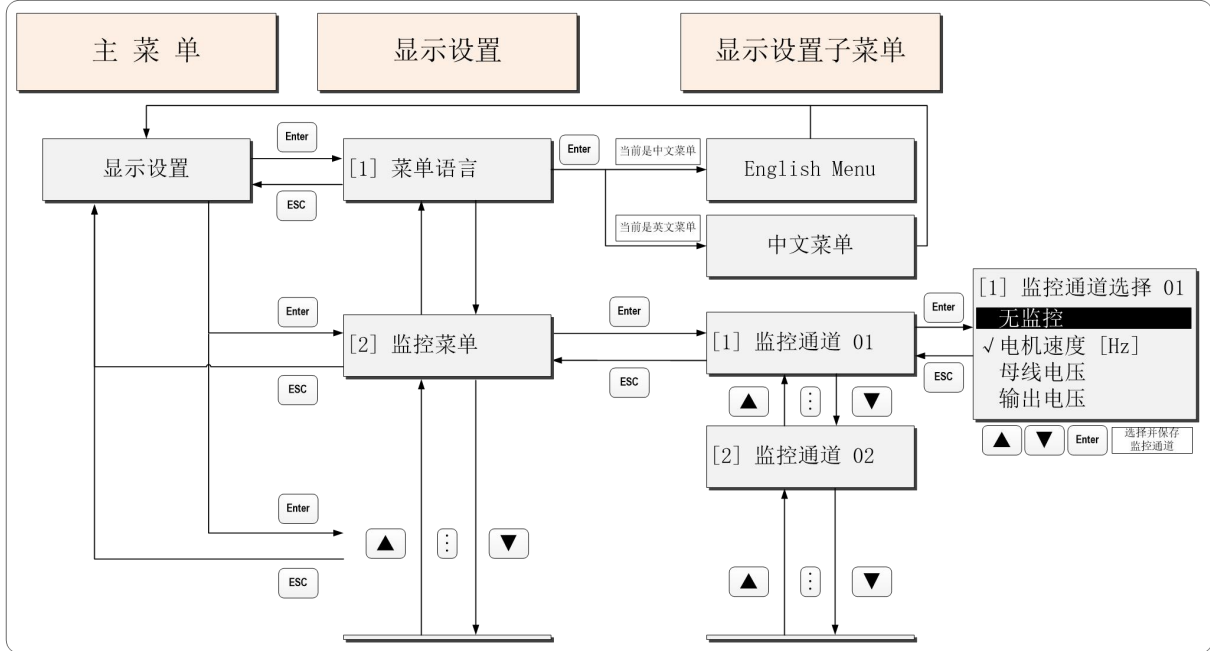 主 菜 单
显示设置
显示设置子菜单
显示设置
Enter
ESC
[1] 菜单语言
Enter
当前是中文菜单
English Menu
当前是英文菜单
中文菜单
Enter
ESC
[2] 监控菜单
Enter
ESC
[1] 监控通道 01
Enter
ESC
[1] 监控通道选择 01
无监控
√电机速度 [Hz]
母线电压
输出电压
▲ ▼ Enter 选择并保存
监控通道
▲ ⋮ ▼
[2] 监控通道 02
Enter
ESC
▲ ⋮ ▼
▲ ⋮ ▼